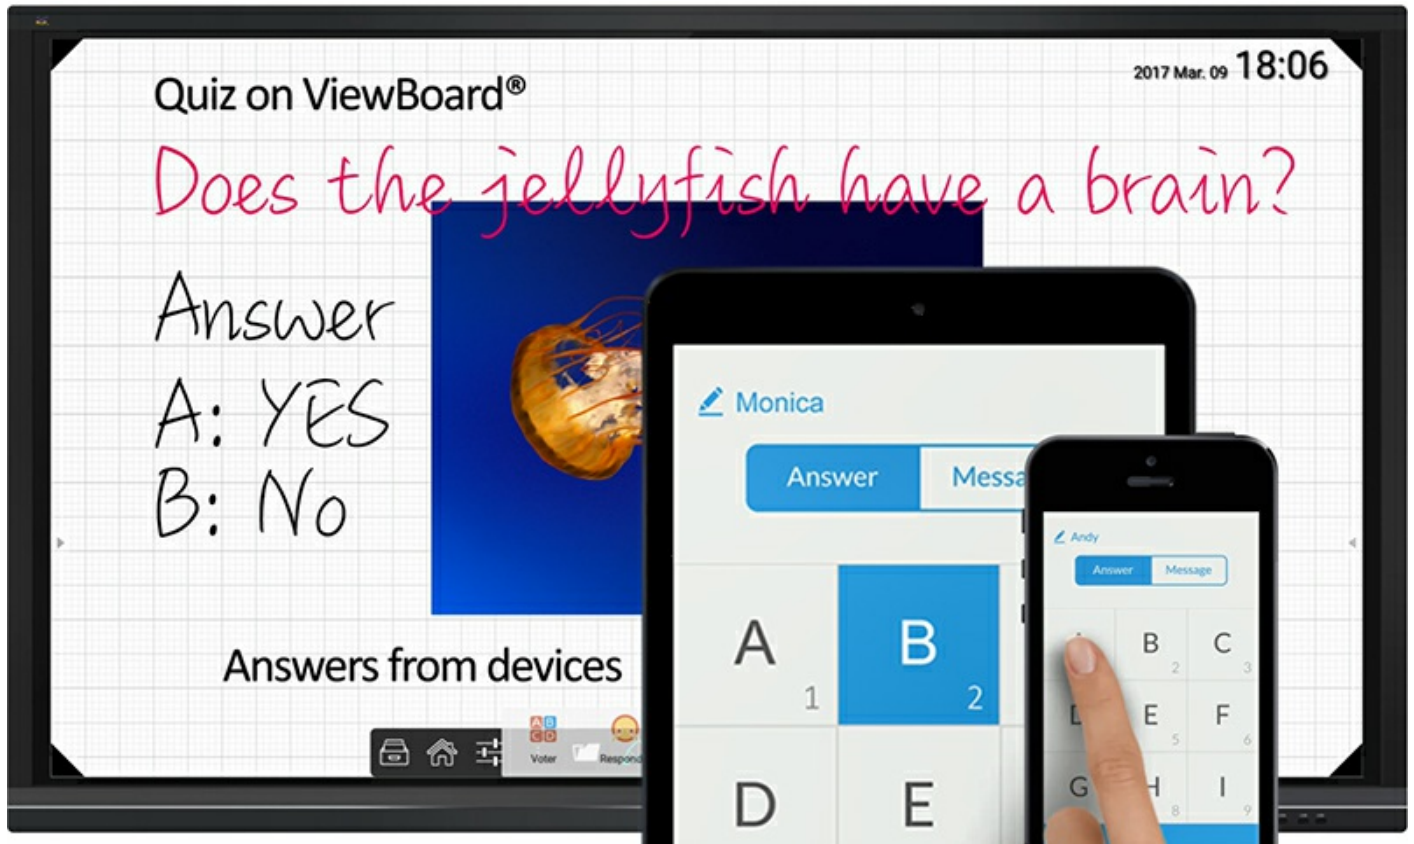 2017 Mar. 09 18:06
Quiz on ViewBoard®
Does the jellyfish have a brain?
Answer
A: YES
B: No
Answers from devices
Voter
Monica
Answer
A 1
B 2
D
E
Andy
Answer Message
B 2
C 3
E 5
F 6
G
H 8
I 9